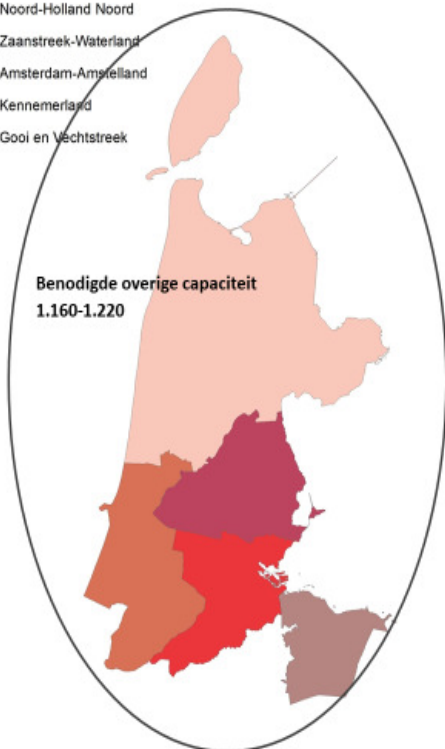 Noord-Holland Noord
Zaanstreek-Waterland
Amsterdam-Amstelland
Kennemerland
Gooi en Vechtstreek
Benodigde overige capaciteit
1.160-1.220